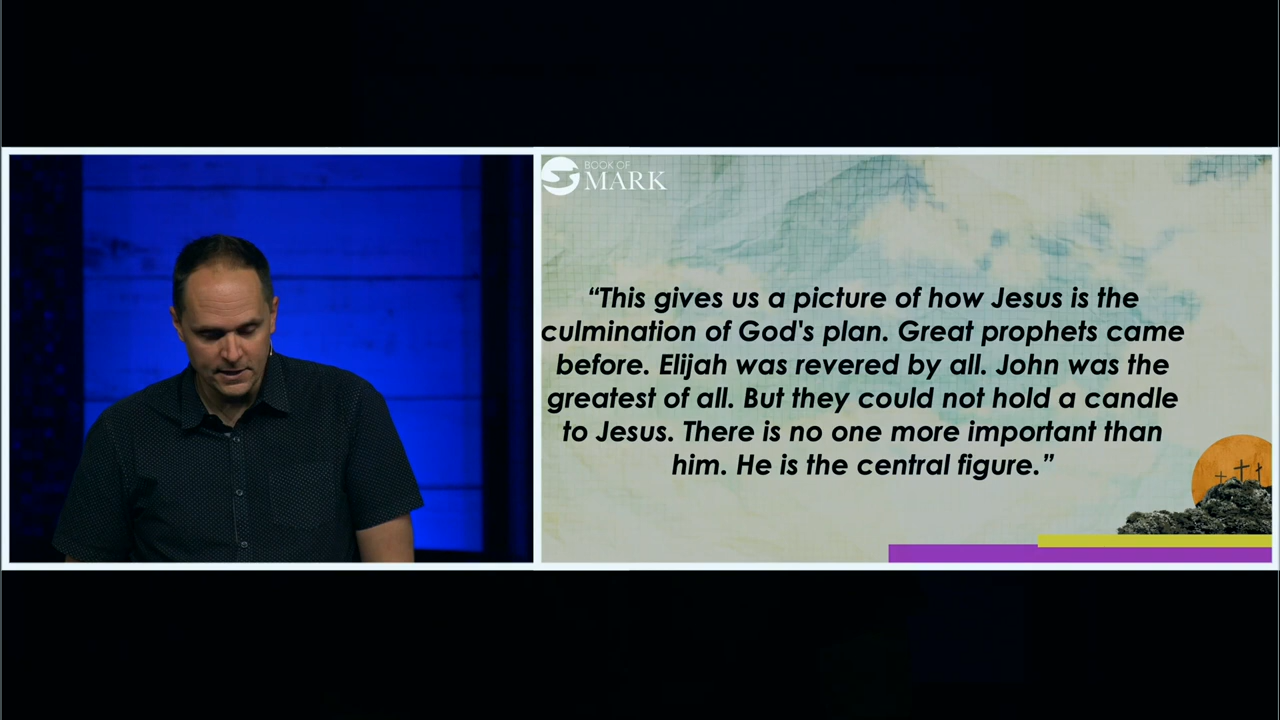 BOOK OF
MARK
“This gives us a picture of how Jesus is the
culmination of God's plan. Great prophets came
before. Elijah was revered by all. John was the
greatest of all. But they could not hold a candle
to Jesus. There is no one more important than
him. He is the central figure.”